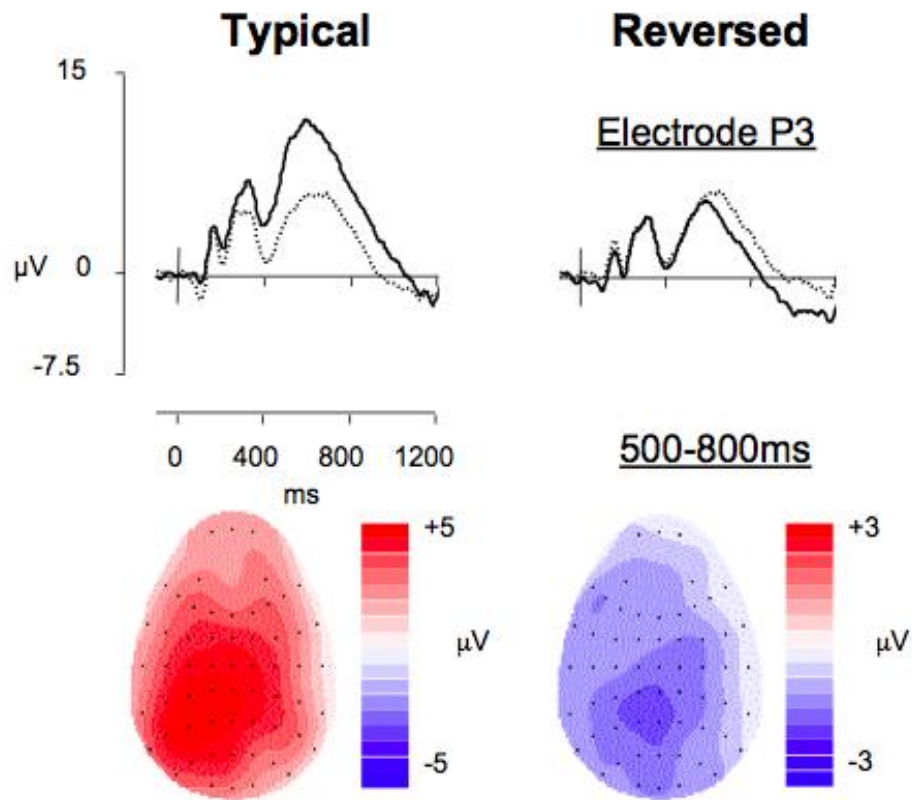 Typical Reversed
15
Electrode P3
μV 0
-7.5
0 400 800 1200
ms
500-800ms
+5 +3
μV μV
-5 -3